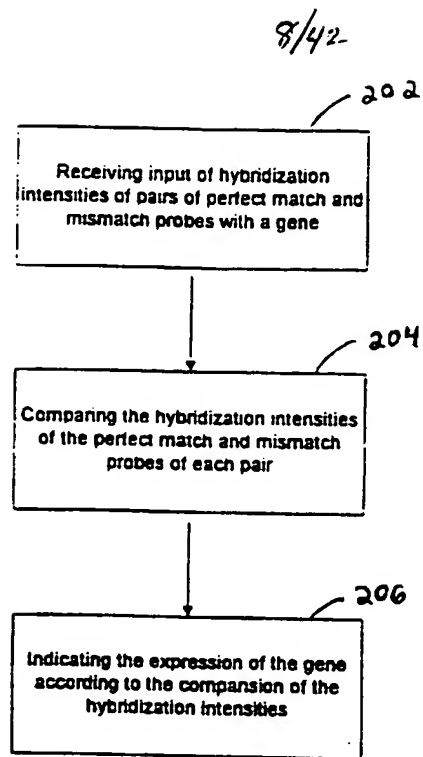 8/42
202
Receiving input of hybridization
intensities of pairs of perfect match and
mismatch probes with a gene
204
Comparing the hybridization intensities
of the perfect match and mismatch
probes of each pair
206
Indicating the expression of the gene
according to the comparision of the
hybridization intensities